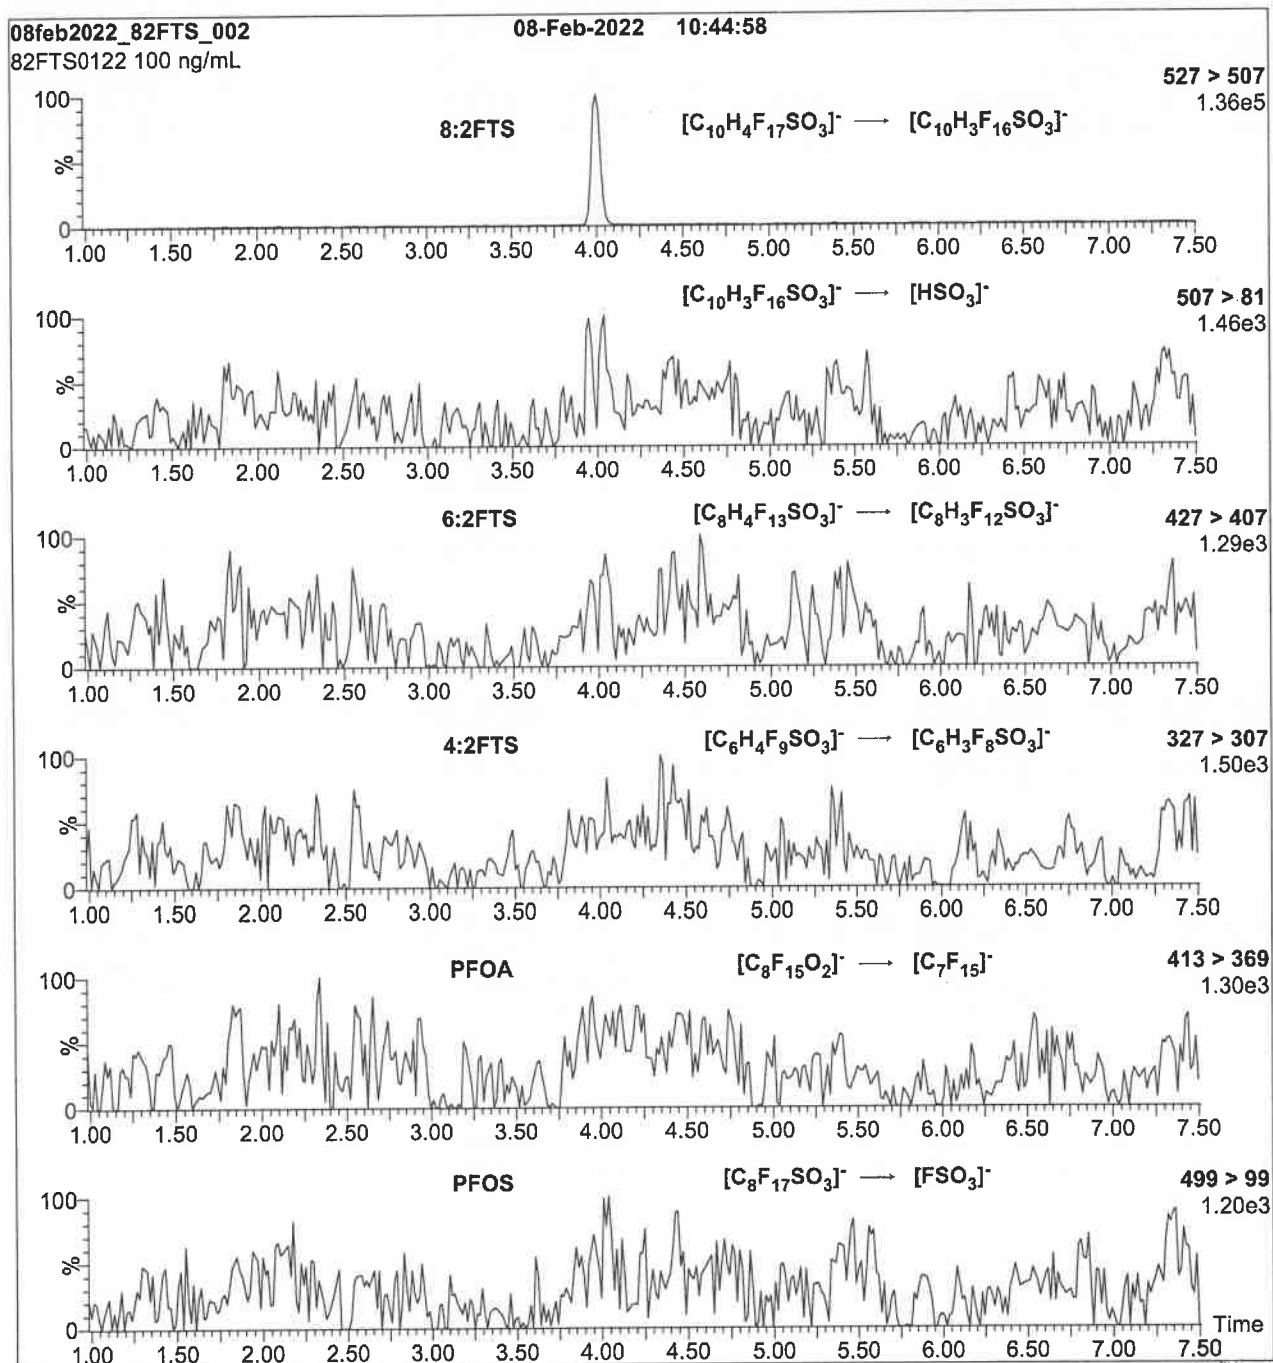 08feb2022_82FTS_002 08-Feb-2022 10:44:58
82FTS0122 100 ng/mL
527 > 507
1.36e5
8:2FTS [C₁₀H₄F₁₇SO₃]⁻ → [C₁₀H₃F₁₆SO₃]⁻
100
%
0
1.00 1.50 2.00 2.50 3.00 3.50 4.00 4.50 5.00 5.50 6.00 6.50 7.00 7.50
[C₁₀H₃F₁₆SO₃]⁻ → [HSO₃]⁻ 507 > 81
1.46e3
100
%
0
1.00 1.50 2.00 2.50 3.00 3.50 4.00 4.50 5.00 5.50 6.00 6.50 7.00 7.50
6:2FTS [C₈H₄F₁₃SO₃]⁻ → [C₈H₃F₁₂SO₃]⁻ 427 > 407
1.29e3
100
%
0
1.00 1.50 2.00 2.50 3.00 3.50 4.00 4.50 5.00 5.50 6.00 6.50 7.00 7.50
4:2FTS [C₆H₄F₉SO₃]⁻ → [C₆H₃F₈SO₃]⁻ 327 > 307
1.50e3
100
%
0
1.00 1.50 2.00 2.50 3.00 3.50 4.00 4.50 5.00 5.50 6.00 6.50 7.00 7.50
PFOA [C₈F₁₅O₂]⁻ → [C₇F₁₅]⁻ 413 > 369
1.30e3
100
%
0
1.00 1.50 2.00 2.50 3.00 3.50 4.00 4.50 5.00 5.50 6.00 6.50 7.00 7.50
PFOS [C₈F₁₇SO₃]⁻ → [FSO₃]⁻ 499 > 99
1.20e3
100
%
0
Time
1.00 1.50 2.00 2.50 3.00 3.50 4.00 4.50 5.00 5.50 6.00 6.50 7.00 7.50